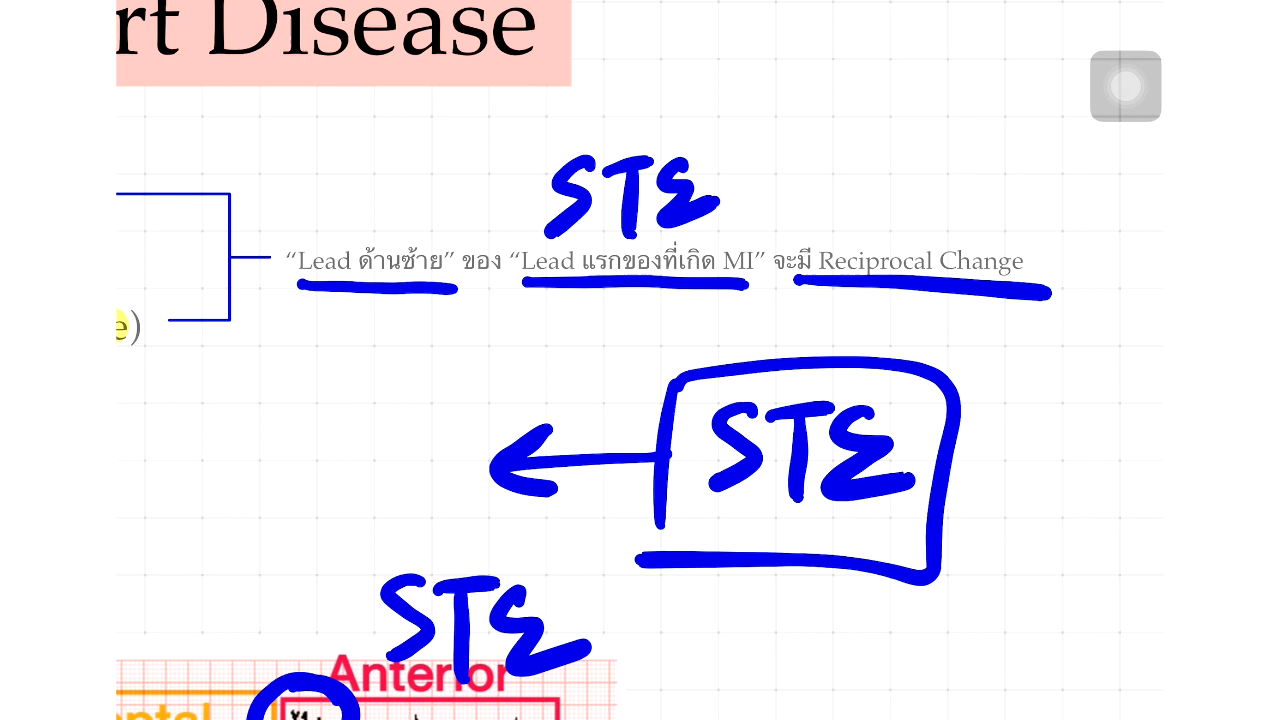 rt Disease
STE
“Lead ด้านซ้าย” ของ “Lead แรกของที่เกิด MI” จะมี Reciprocal Change
e)
STE
STE
Anterior
V1